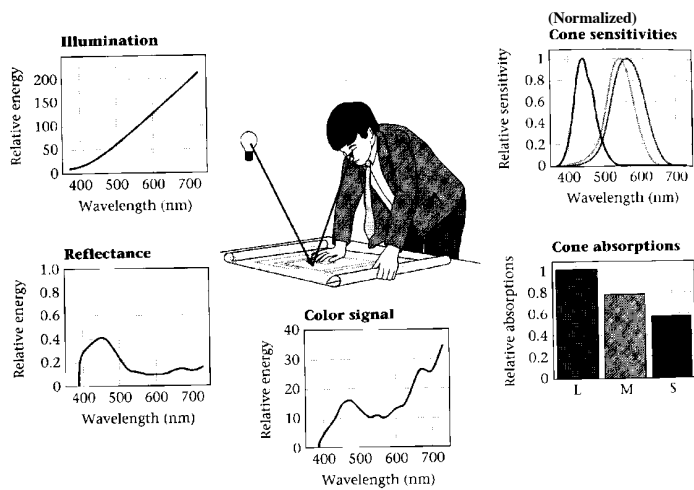 Illumination
Relative energy
200
150
100
50
0
400 500 600 700
Wavelength (nm)
(Normalized)
Cone sensitivities
Relative sensitivity
1
0.8
0.6
0.4
0.2
0
400 500 600 700
Wavelength (nm)
Reflectance
Relative energy
1.0
0.8
0.6
0.4
0.2
0
400 500 600 700
Wavelength (nm)
Color signal
Relative energy
40
30
20
10
0
400 500 600 700
Wavelength (nm)
Cone absorptions
Relative absorptions
1
0.8
0.6
0.4
0.2
0
L M S